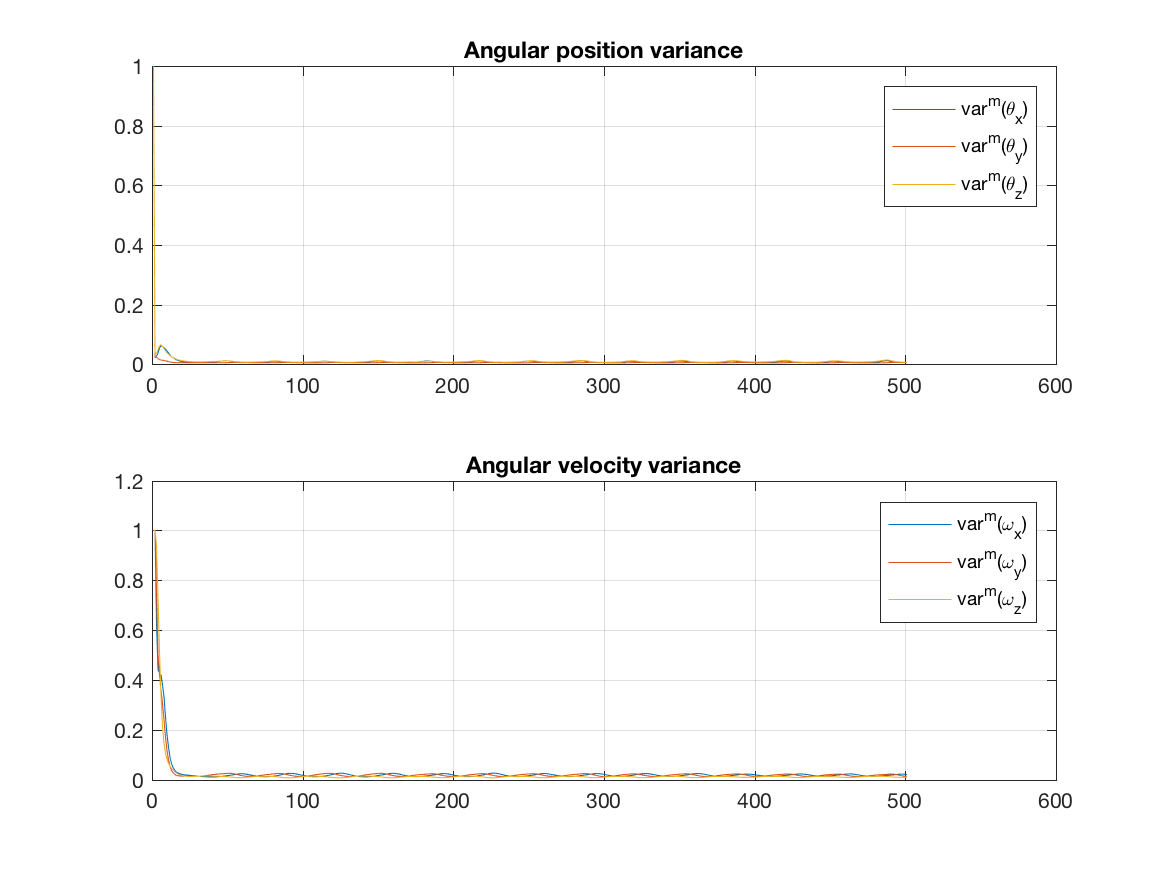 Angular position variance
1
0.8
0.6
0.4
0.2
0
0 100 200 300 400 500 600
var^m(θ_x)
var^m(θ_y)
var^m(θ_z)
Angular velocity variance
1.2
1
0.8
0.6
0.4
0.2
0
0 100 200 300 400 500 600
var^m(ω_x)
var^m(ω_y)
var^m(ω_z)